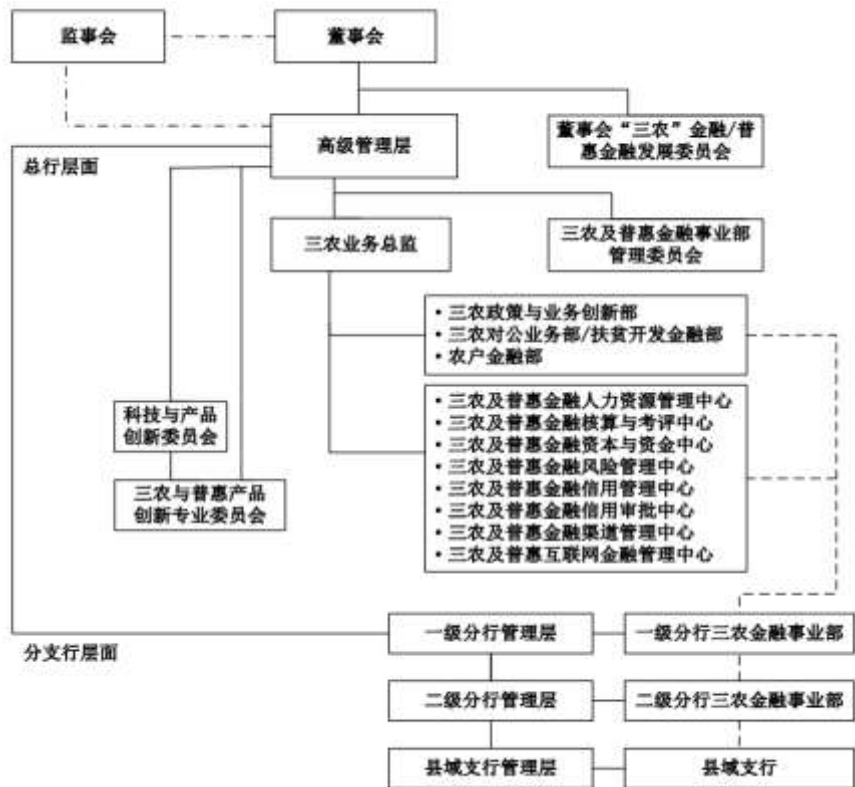 监事会
董事会
高级管理层
董事会“三农”金融/普
惠金融发展委员会
总行层面
三农业务总监
三农及普惠金融事业部
管理委员会
· 三农政策与业务创新部
· 三农对公业务部/扶贫开发金融部
· 农户金融部
· 三农及普惠金融人力资源管理中心
· 三农及普惠金融核算与考评中心
· 三农及普惠金融资本与资金中心
· 三农及普惠金融风险管理中心
· 三农及普惠金融信用管理中心
· 三农及普惠金融信用审批中心
· 三农及普惠金融渠道管理中心
· 三农及普惠互联网金融管理中心
科技与产品
创新委员会
三农与普惠产品
创新专业委员会
一级分行管理层
一级分行三农金融事业部
分支行层面
二级分行管理层
二级分行三农金融事业部
县域支行管理层
县域支行